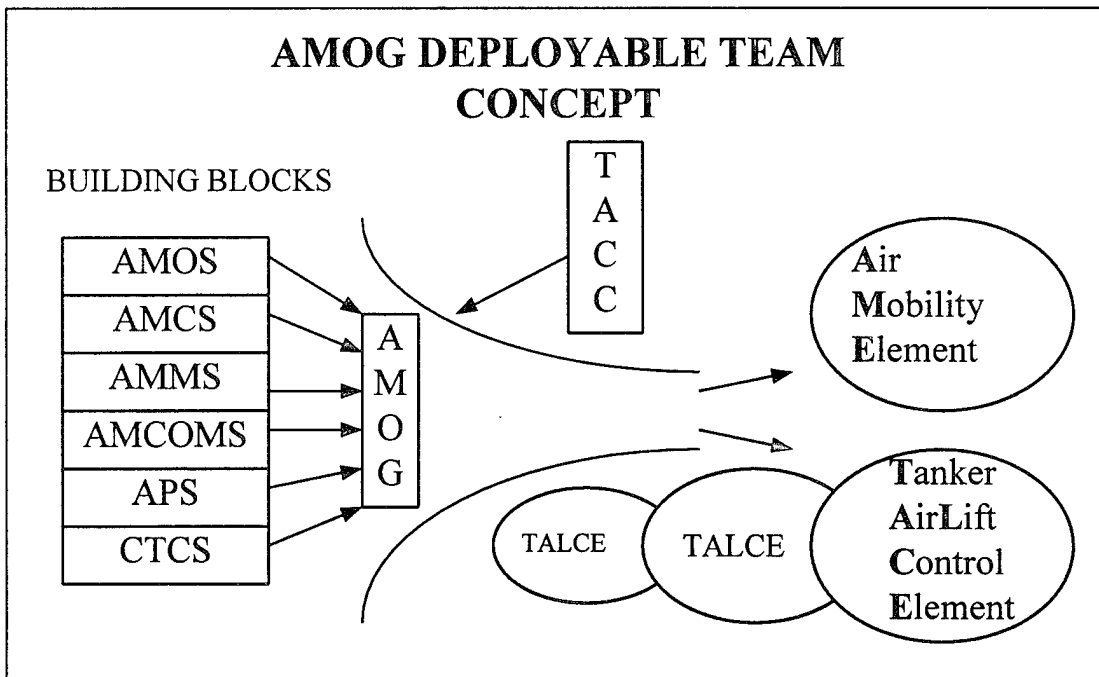 AMOG DEPLOYABLE TEAM
CONCEPT
BUILDING BLOCKS
AMOS
AMCS
AMMS
AMCOMS
APS
CTCS
A
M
O
G
T
A
C
C
Air
Mobility
Element
TALCE
TALCE
Tanker
AirLift
Control
Element